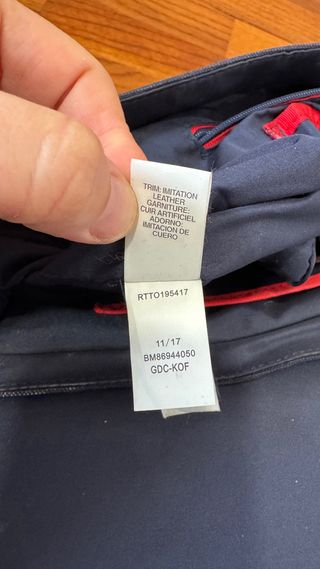 TRIM: IMITATION
LEATHER
GARNITURE:
CUIR ARTIFICIEL
ADORNO:
IMITACION DE
CUERO
RTTO195417
11/17
BM86944050
GDC-KOF